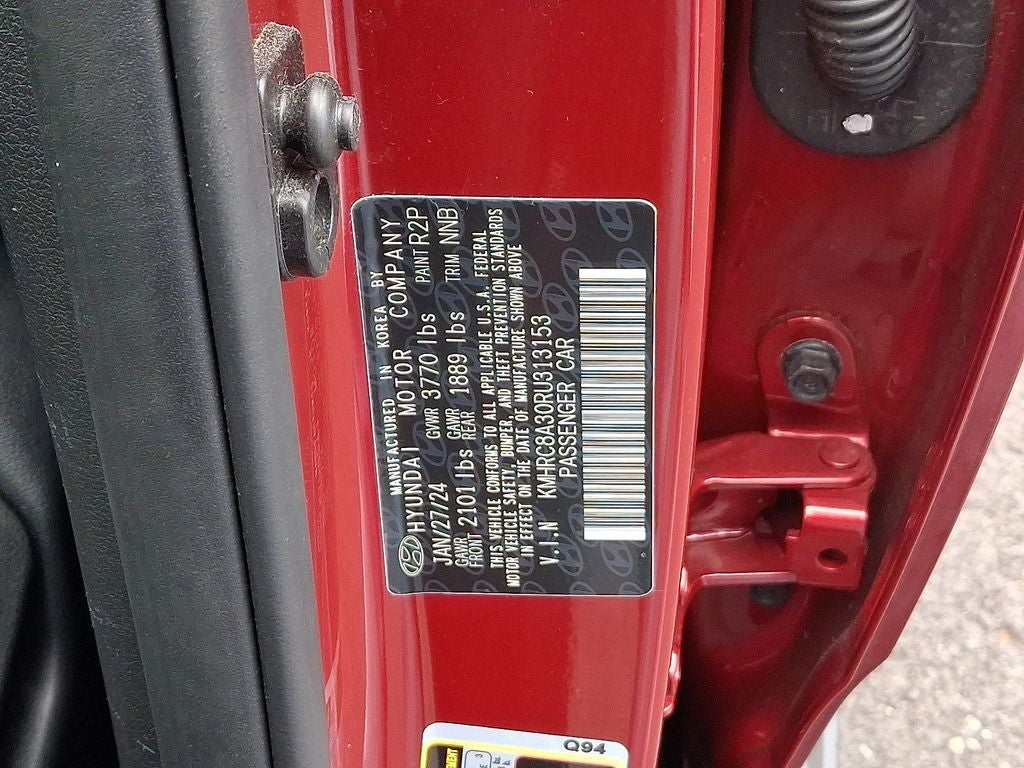 MANUFACTURED IN KOREA BY
HYUNDAI MOTOR COMPANY
JAN/27/24 GVWR 3770 lbs PAINT R2P
GAWR FRONT 2101 lbs GAWR REAR 1889 lbs TRIM NNB
THIS VEHICLE CONFORMS TO ALL APPLICABLE U.S.A. FEDERAL
MOTOR VEHICLE SAFETY, BUMPER, AND THEFT PREVENTION STANDARDS
IN EFFECT ON THE DATE OF MANUFACTURE SHOWN ABOVE
V.I.N KMHRC8A30RU313153
PASSENGER CAR
Q94